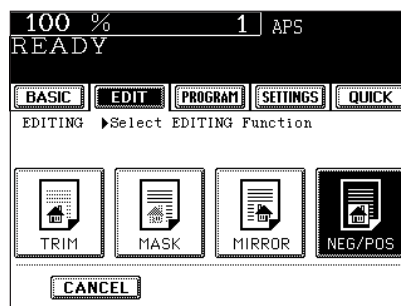 100 % 1 APS
READY
BASIC EDIT PROGRAM SETTINGS QUICK
EDITING ▶Select EDITING Function
TRIM MASK MIRROR NEG/POS
CANCEL